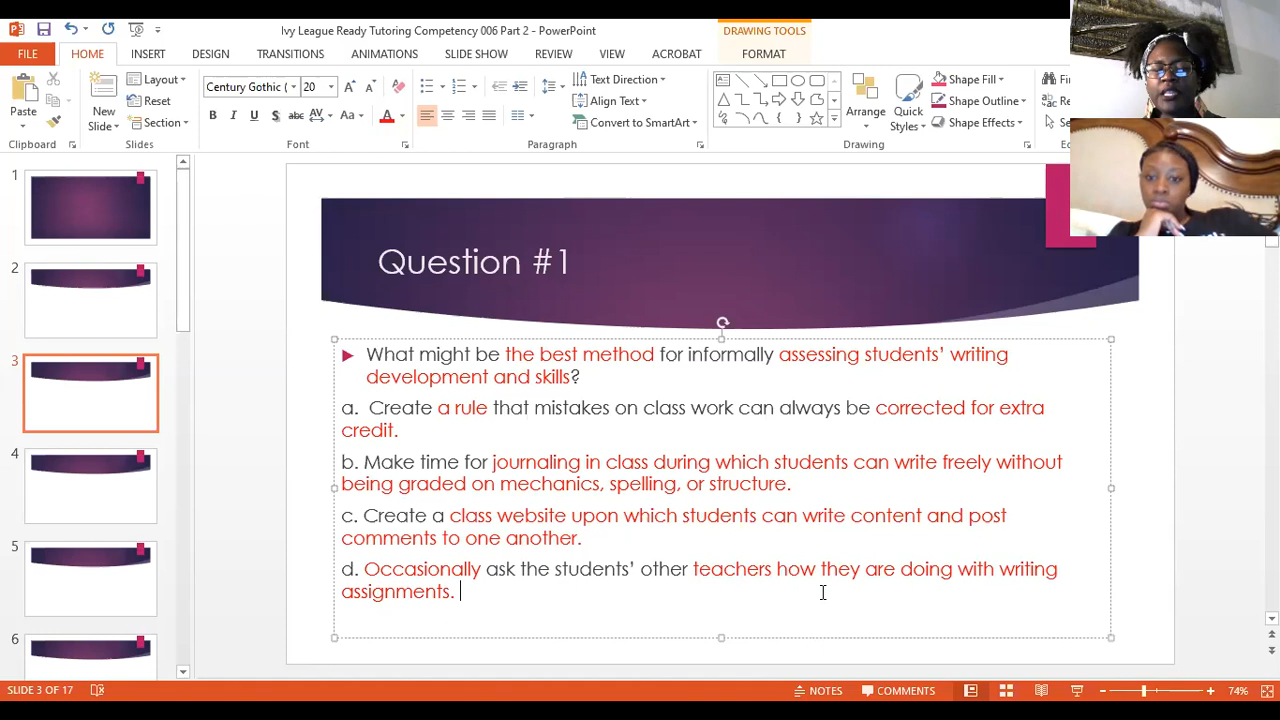 Ivy League Ready Tutoring Competency 006 Part 2 - PowerPoint
DRAWING TOOLS
FILE
HOME
INSERT
DESIGN
TRANSITIONS
ANIMATIONS
SLIDE SHOW
REVIEW
VIEW
ACROBAT
FORMAT
Paste
New
Slide
Layout
Reset
Section
Century Gothic (
20
Text Direction
Align Text
Convert to SmartArt
Arrange
Quick
Styles
Shape Fill
Shape Outline
Shape Effects
Clipboard
Slides
Font
Paragraph
Drawing
1
2
3
4
5
6
Question #1
What might be the best method for informally assessing students’ writing
development and skills?
a. Create a rule that mistakes on class work can always be corrected for extra
credit.
b. Make time for journaling in class during which students can write freely without
being graded on mechanics, spelling, or structure.
c. Create a class website upon which students can write content and post
comments to one another.
d. Occasionally ask the students’ other teachers how they are doing with writing
assignments.
SLIDE 3 OF 17
NOTES
COMMENTS
74%